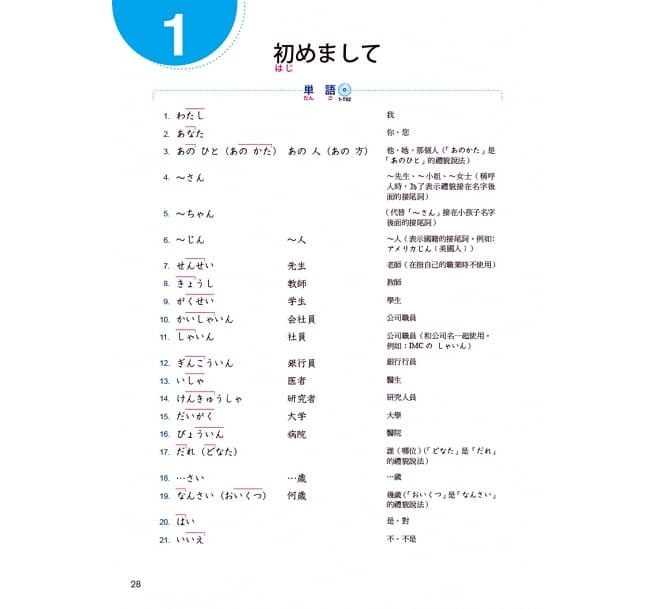 1
初めまして
はじ
単語
たんご
1-T02
1. わたし 我
2. あなた 你、您
3. あの ひと（あの かた） あの 人（あの 方） 他、她、那個人（「あのかた」是
「あのひと」的禮貌說法）
4. ～さん ～先生、～小姐、～女士（稱呼
人時，為了表示禮貌接在名字後
面的接尾詞）
5. ～ちゃん （代替「～さん」接在小孩子名字
後面的接尾詞）
6. ～じん ～人 ～人（表示國籍的接尾詞，例如：
アメリカじん﹝美國人﹞）
7. せんせい 先生 老師（在指自己的職業時不使用）
8. きょうし 教師 教師
9. がくせい 学生 學生
10. かいしゃいん 会社員 公司職員
11. しゃいん 社員 公司職員（和公司名一起使用，
例如：IMCの しゃいん）
12. ぎんこういん 銀行員 銀行行員
13. いしゃ 医者 醫生
14. けんきゅうしゃ 研究者 研究人員
15. だいがく 大学 大學
16. びょういん 病院 醫院
17. だれ（どなた） 誰（哪位）（「どなた」是「だれ」
的禮貌說法）
18. …さい …歳 …歲
19. なんさい（おいくつ） 何歳 幾歲（「おいくつ」是「なんさい」
的禮貌說法）
20. はい 是、對
21. いいえ 不、不是
28